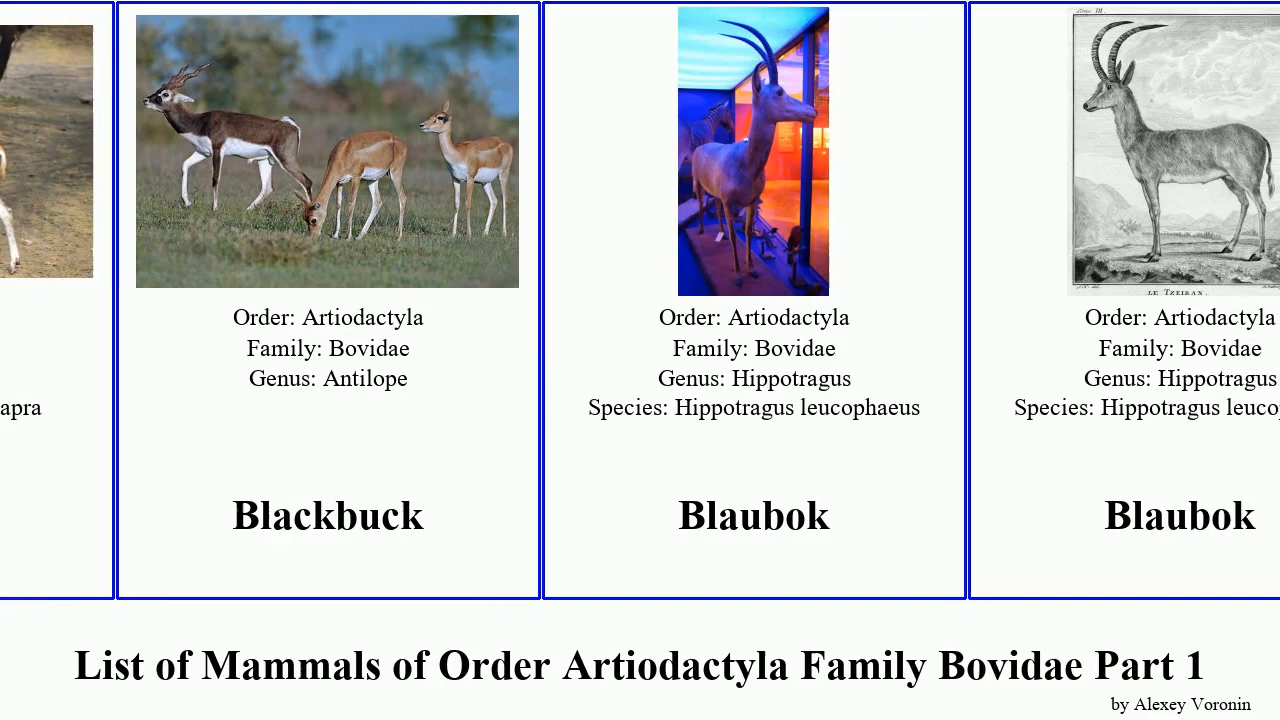 apra
Order: Artiodactyla
Family: Bovidae
Genus: Antilope
Blackbuck
Order: Artiodactyla
Family: Bovidae
Genus: Hippotragus
Species: Hippotragus leucophaeus
Blaubok
LE TZEIRAN.
Order: Artiodactyla
Family: Bovidae
Genus: Hippotragus
Species: Hippotragus leuco
Blaubok
List of Mammals of Order Artiodactyla Family Bovidae Part 1
by Alexey Voronin